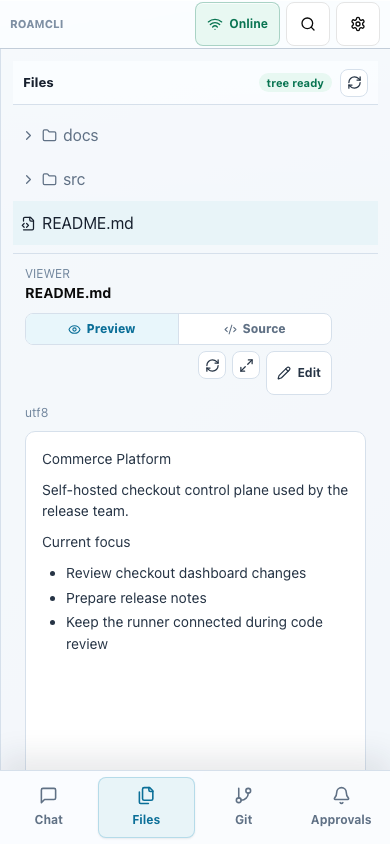 ROAMCLI
Online
Files
tree ready
docs
src
README.md
VIEWER
README.md
Preview
Source
Edit
utf8
Commerce Platform
Self-hosted checkout control plane used by the
release team.
Current focus
Review checkout dashboard changes
Prepare release notes
Keep the runner connected during code
review
Chat
Files
Git
Approvals